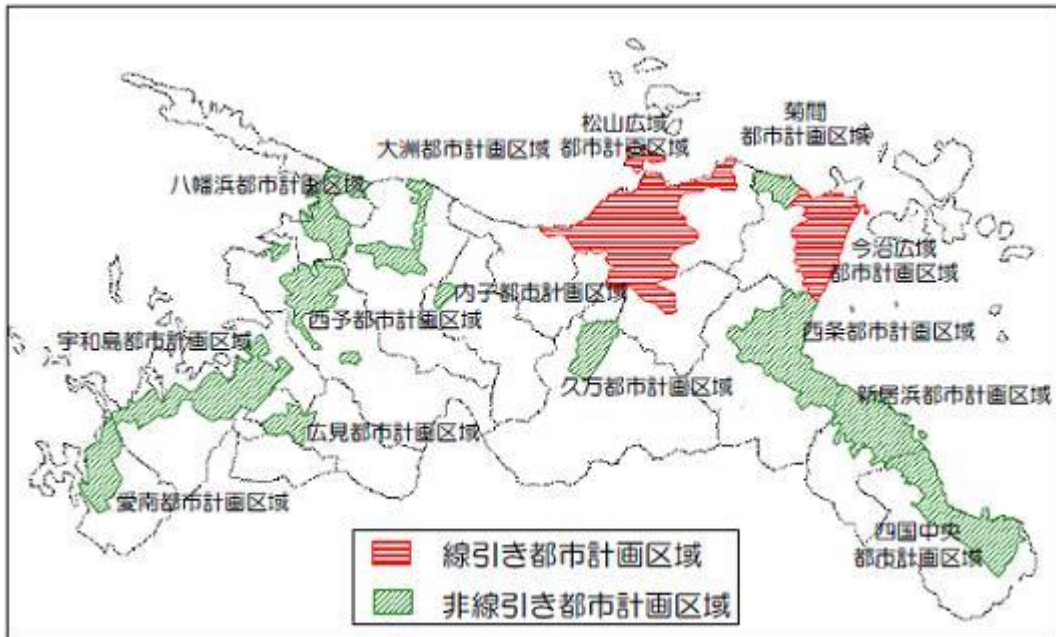 菊間
都市計画区域
松山広域
都市計画区域
大洲都市計画区域
八幡浜都市計画区域
今治広域
都市計画区域
内子都市計画区域
西予都市計画区域
西条都市計画区域
宇和島都市計画区域
久万都市計画区域
新居浜都市計画区域
広見都市計画区域
愛南都市計画区域
四国中央
都市計画区域
線引き都市計画区域
非線引き都市計画区域